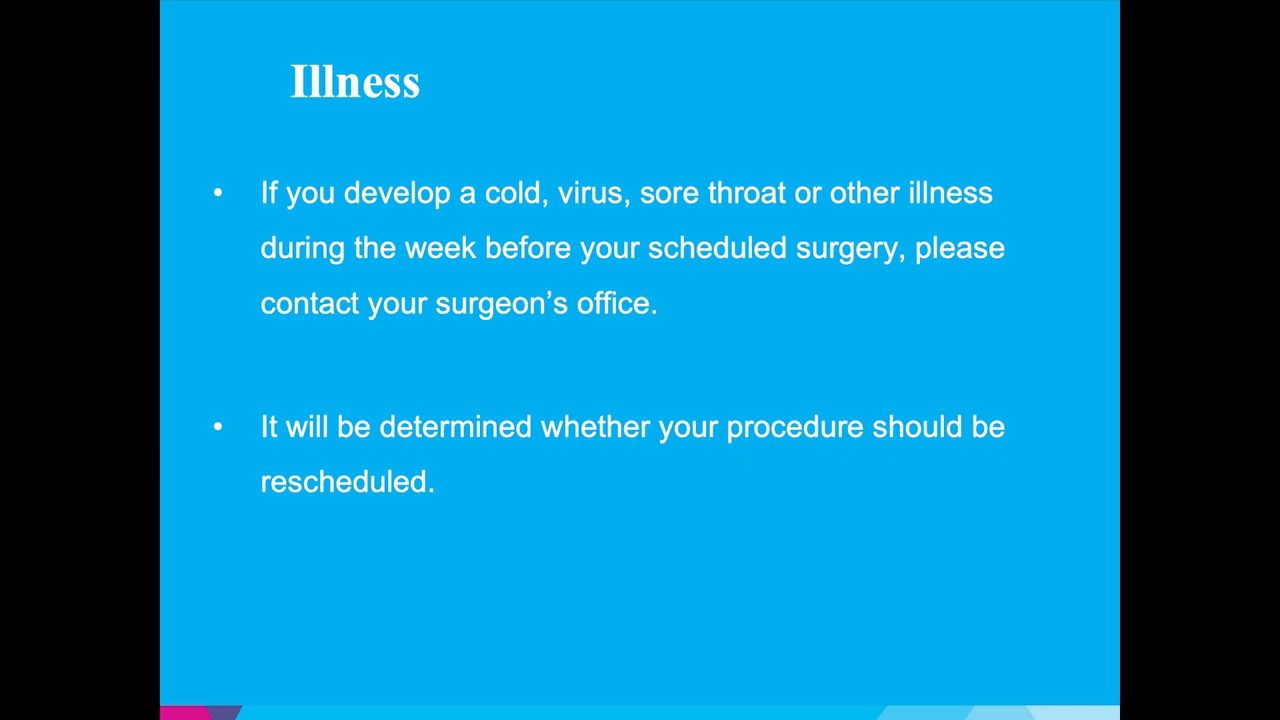 Illness
• If you develop a cold, virus, sore throat or other illness
during the week before your scheduled surgery, please
contact your surgeon’s office.
• It will be determined whether your procedure should be
rescheduled.